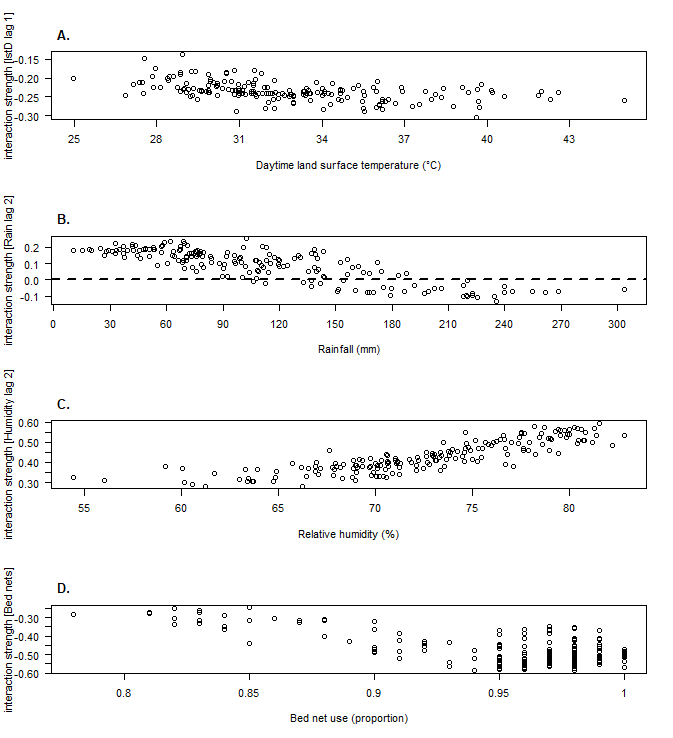 A.
interaction strength [lstD lag 1]
-0.15
-0.20
-0.25
-0.30
25 28 31 34 37 40 43
Daytime land surface temperature (°C)
B.
interaction strength [Rain lag 2]
0.2
0.1
0.0
-0.1
0 30 60 90 120 150 180 210 240 270 300
Rainfall (mm)
C.
interaction strength [Humidity lag 2]
0.60
0.50
0.40
0.30
55 60 65 70 75 80
Relative humidity (%)
D.
interaction strength [Bed nets]
-0.30
-0.40
-0.50
-0.60
0.8 0.85 0.9 0.95 1
Bed net use (proportion)